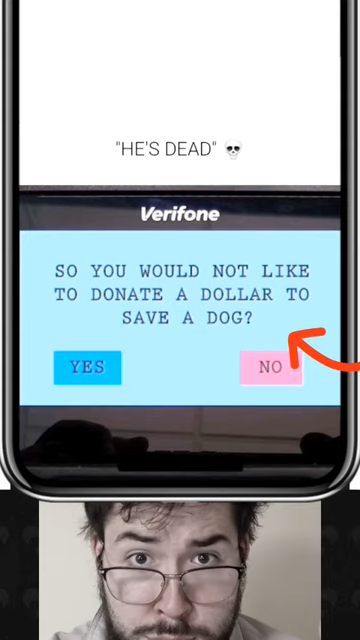 "HE'S DEAD" 💀
Verifone
SO YOU WOULD NOT LIKE
TO DONATE A DOLLAR TO
SAVE A DOG?
YES
NO